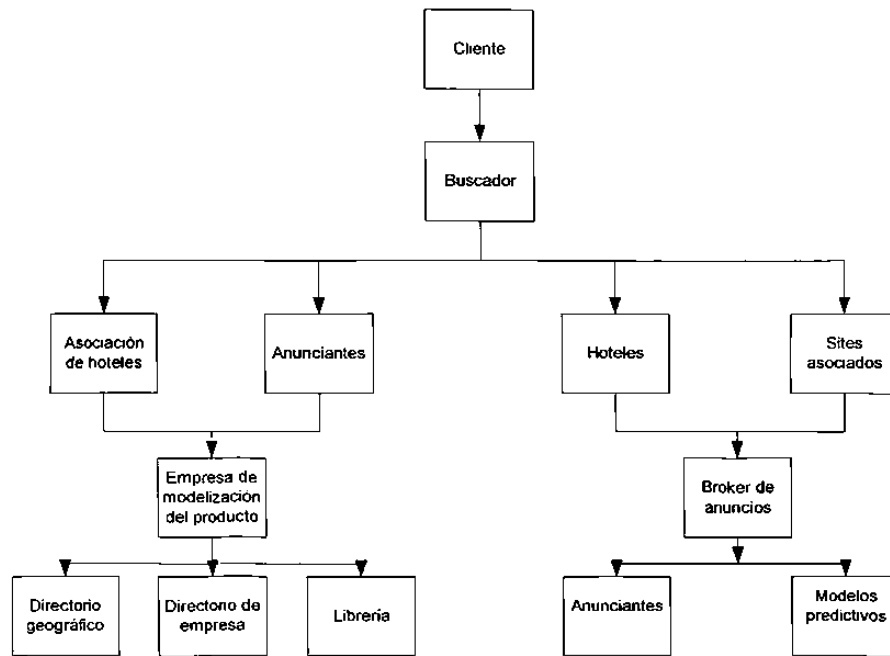 Cliente
Buscador
Asociación
de hoteles
Anunciantes
Hoteles
Sites
asociados
Empresa de
modelización
del producto
Broker de
anuncios
Directorio
geográfico
Directorio de
empresa
Librería
Anunciantes
Modelos
predictivos